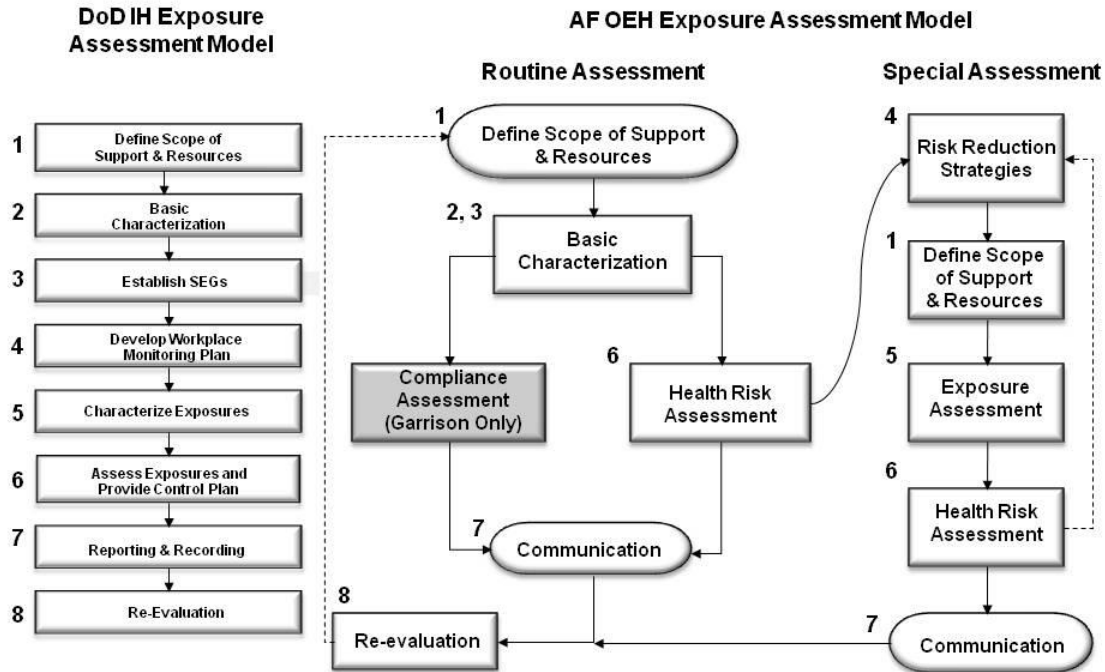 DoD IH Exposure
Assessment Model
1
Define Scope of
Support & Resources
2
Basic
Characterization
3
Establish SEGs
4
Develop Workplace
Monitoring Plan
5
Characterize Exposures
6
Assess Exposures and
Provide Control Plan
7
Reporting & Recording
8
Re-Evaluation
AF OEH Exposure Assessment Model
Routine Assessment
1
Define Scope of Support
& Resources
2, 3
Basic
Characterization
Compliance
Assessment
(Garrison Only)
6
Health Risk
Assessment
7
Communication
8
Re-evaluation
Special Assessment
4
Risk Reduction
Strategies
1
Define Scope
of Support
& Resources
5
Exposure
Assessment
6
Health Risk
Assessment
7
Communication